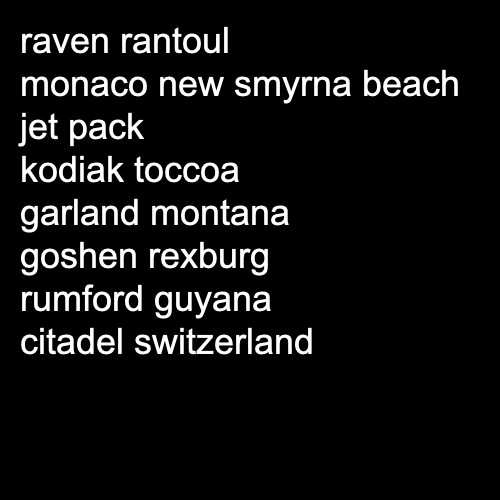 raven rantoul
monaco new smyrna beach
jet pack
kodiak toccoa
garland montana
goshen rexburg
rumford guyana
citadel switzerland